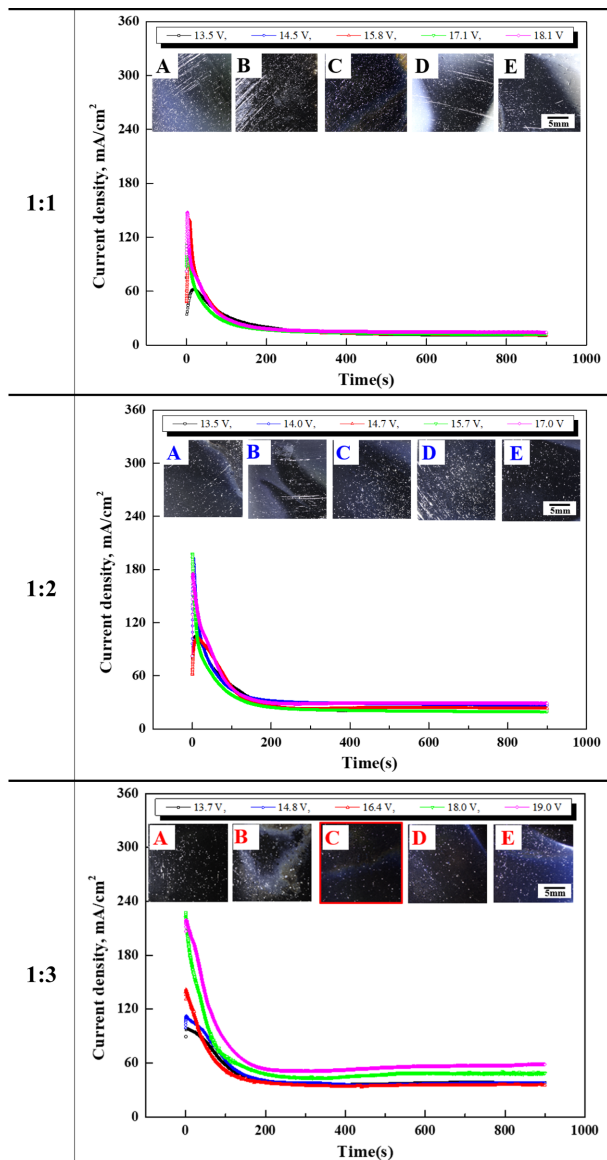 1:1
13.5 V, 14.5 V, 15.8 V, 17.1 V, 18.1 V
A B C D E
5mm
Current density, mA/cm²
360
300
240
180
120
60
0
0 200 400 600 800 1000
Time(s)
1:2
13.5 V, 14.0 V, 14.7 V, 15.7 V, 17.0 V
A B C D E
5mm
Current density, mA/cm²
360
300
240
180
120
60
0
0 200 400 600 800 1000
Time(s)
1:3
13.7 V, 14.8 V, 16.4 V, 18.0 V, 19.0 V
A B C D E
5mm
Current density, mA/cm²
360
300
240
180
120
60
0
0 200 400 600 800 1000
Time(s)